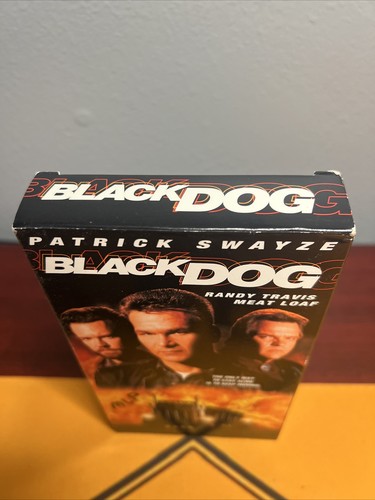 BLACK DOG
PATRICK SWAYZE
BLACK DOG
RANDY TRAVIS
MEAT LOAF